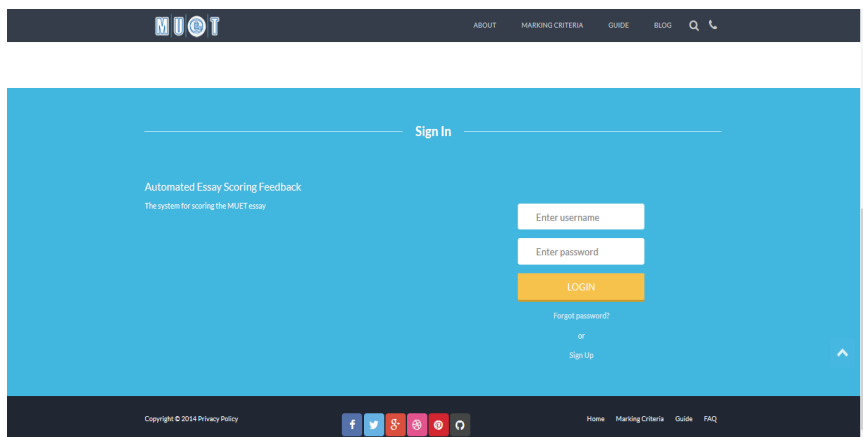 MUET
ABOUT MARKING CRITERIA GUIDE BLOG
Sign In
Automated Essay Scoring Feedback
The system for scoring the MUET essay
Enter username
Enter password
LOGIN
Forgot password?
or
Sign Up
Copyright © 2014 Privacy Policy
Home Marking Criteria Guide FAQ